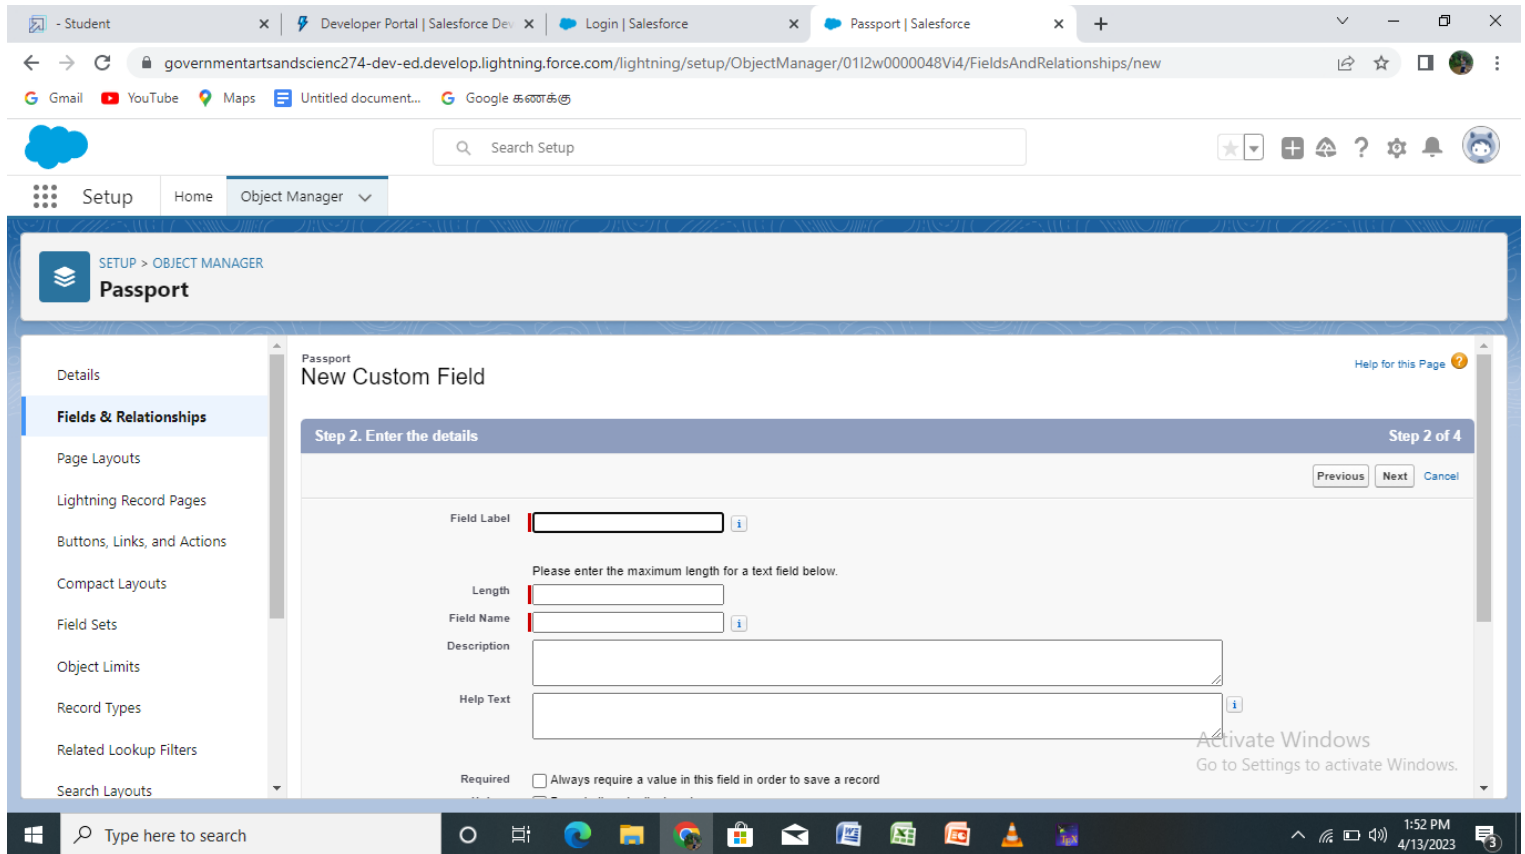 - Student
Developer Portal | Salesforce Dev
Login | Salesforce
Passport | Salesforce
governmentartsandscienc274-dev-ed.develop.lightning.force.com/lightning/setup/ObjectManager/01I2w0000048Vi4/FieldsAndRelationships/new
Gmail
YouTube
Maps
Untitled document...
Google கணக்கு
Search Setup
Setup
Home
Object Manager
SETUP > OBJECT MANAGER
Passport
Details
Fields & Relationships
Page Layouts
Lightning Record Pages
Buttons, Links, and Actions
Compact Layouts
Field Sets
Object Limits
Record Types
Related Lookup Filters
Search Layouts
Passport
New Custom Field
Help for this Page
Step 2. Enter the details
Step 2 of 4
Previous
Next
Cancel
Field Label
Please enter the maximum length for a text field below.
Length
Field Name
Description
Help Text
Required
Always require a value in this field in order to save a record
Activate Windows
Go to Settings to activate Windows.
Type here to search
1:52 PM
4/13/2023
3